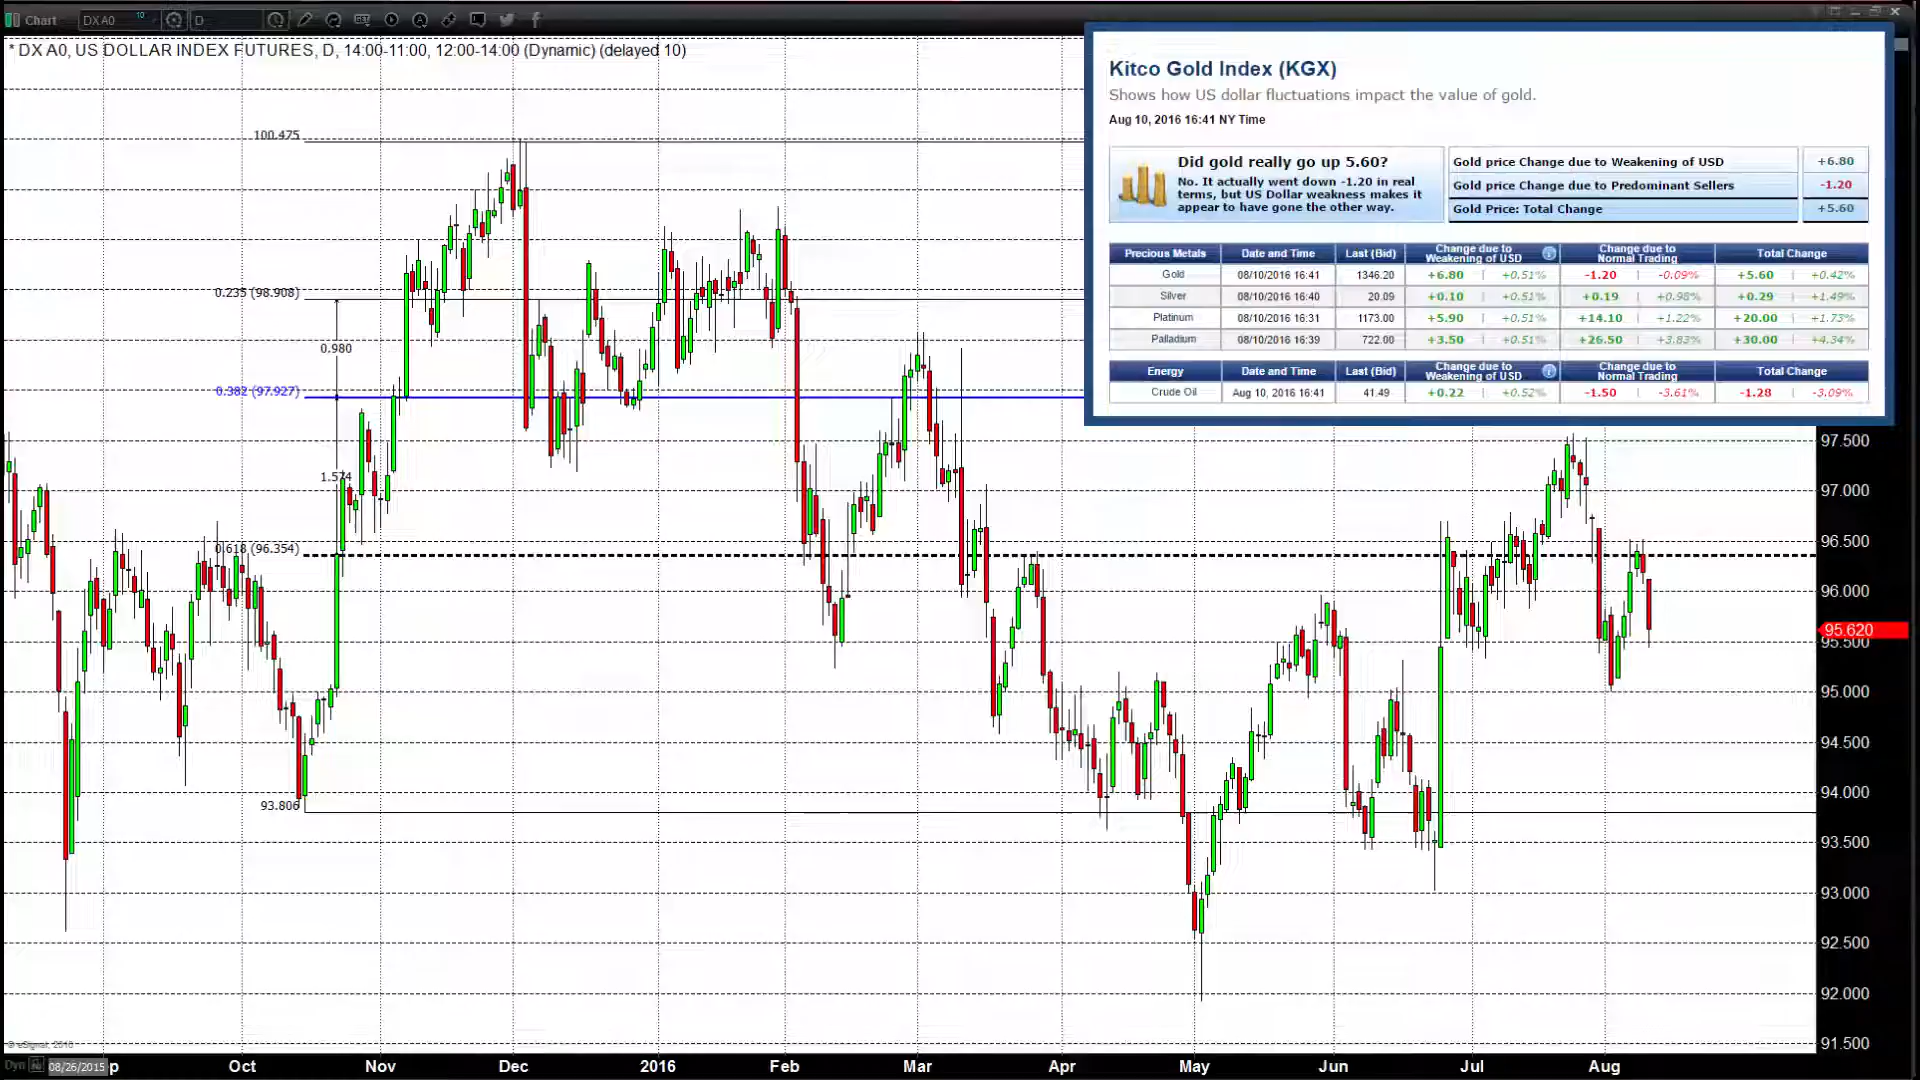 Chart DX A0 10 D
* DX A0, US DOLLAR INDEX FUTURES, D, 14:00-11:00, 12:00-14:00 (Dynamic) (delayed 10)
Kitco Gold Index (KGX)
Shows how US dollar fluctuations impact the value of gold.
Aug 10, 2016 16:41 NY Time
Did gold really go up 5.60?
No. It actually went down -1.20 in real
terms, but US Dollar weakness makes it
appear to have gone the other way.
Gold price Change due to Weakening of USD +6.80
Gold price Change due to Predominant Sellers -1.20
Gold Price: Total Change +5.60
Precious Metals Date and Time Last (Bid) Change due to Weakening of USD Change due to Normal Trading Total Change
Gold 08/10/2016 16:41 1346.20 +6.80 +0.51% -1.20 -0.09% +5.60 +0.42%
Silver 08/10/2016 16:40 20.09 +0.10 +0.51% +0.19 +0.98% +0.29 +1.49%
Platinum 08/10/2016 16:31 1173.00 +5.90 +0.51% +14.10 +1.22% +20.00 +1.73%
Palladium 08/10/2016 16:39 722.00 +3.50 +0.51% +26.50 +3.83% +30.00 +4.34%
Energy Date and Time Last (Bid) Change due to Weakening of USD Change due to Normal Trading Total Change
Crude Oil Aug 10, 2016 16:41 41.49 +0.22 +0.52% -1.50 -3.61% -1.28 -3.09%
100.475
0.235 (98.908)
0.980
0.382 (97.927)
1.574
0.618 (96.354)
93.806
97.500
97.000
96.500
96.000
95.620
95.500
95.000
94.500
94.000
93.500
93.000
92.500
92.000
91.500
© eSignal, 2016
Dyn 08/26/2015 p Oct Nov Dec 2016 Feb Mar Apr May Jun Jul Aug